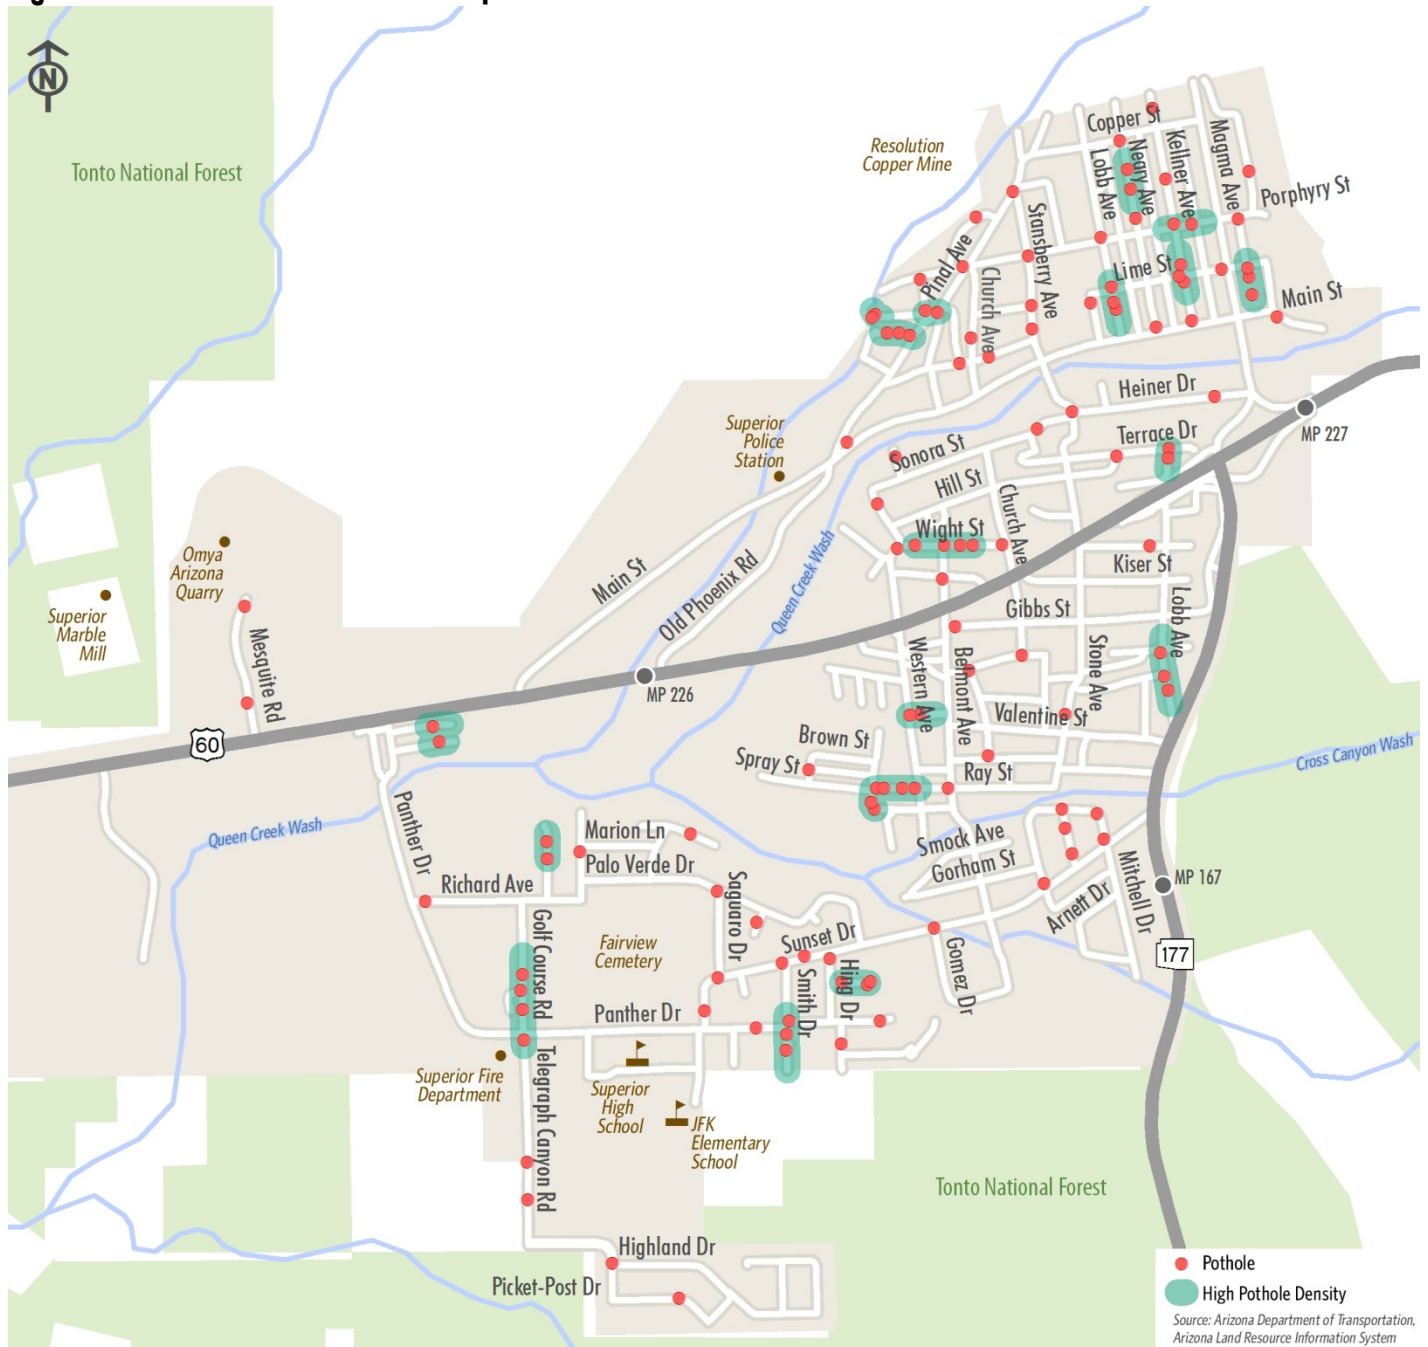 N
Tonto National Forest
Resolution
Copper Mine
Copper St
Lobb Ave
Neary Ave
Kellner Ave
Magma Ave
Porphyry St
Stansberry Ave
Pinal Ave
Church Ave
Lime St
Main St
Heiner Dr
MP 227
Terrace Dr
Superior
Police
Station
Sonora St
Hill St
Church Ave
Wight St
Kiser St
Omya
Arizona
Quarry
Superior
Marble
Mill
Main St
Old Phoenix Rd
Queen Creek Wash
Gibbs St
Lobb Ave
Mesquite Rd
MP 226
Western Ave
Belmont Ave
Stone Ave
Valentine St
60
Brown St
Spray St
Ray St
Cross Canyon Wash
Queen Creek Wash
Panther Dr
Marion Ln
Palo Verde Dr
Smock Ave
Gorham St
Richard Ave
Saguaro Dr
Arnett Dr
Mitchell Dr
MP 167
Golf Course Rd
Fairview
Cemetery
Sunset Dr
Gomez Dr
177
Smith Dr
Hing Dr
Panther Dr
Superior Fire
Department
Telegraph Canyon Rd
Superior
High
School
JFK
Elementary
School
Tonto National Forest
Highland Dr
Picket-Post Dr
Pothole
High Pothole Density
Source: Arizona Department of Transportation,
Arizona Land Resource Information System